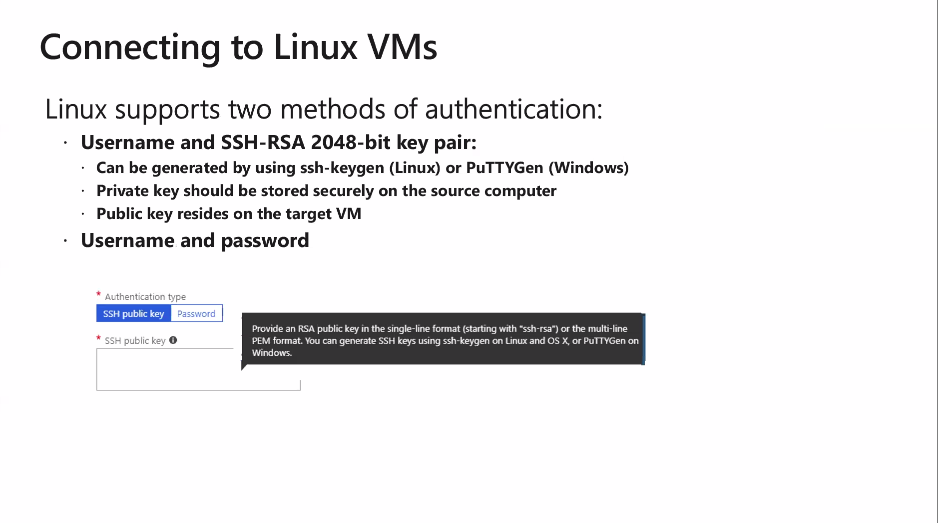 Connecting to Linux VMs
Linux supports two methods of authentication:
· Username and SSH-RSA 2048-bit key pair:
· Can be generated by using ssh-keygen (Linux) or PuTTYGen (Windows)
· Private key should be stored securely on the source computer
· Public key resides on the target VM
· Username and password
* Authentication type
SSH public key Password
* SSH public key
Provide an RSA public key in the single-line format (starting with "ssh-rsa") or the multi-line
PEM format. You can generate SSH keys using ssh-keygen on Linux and OS X, or PuTTYGen on
Windows.